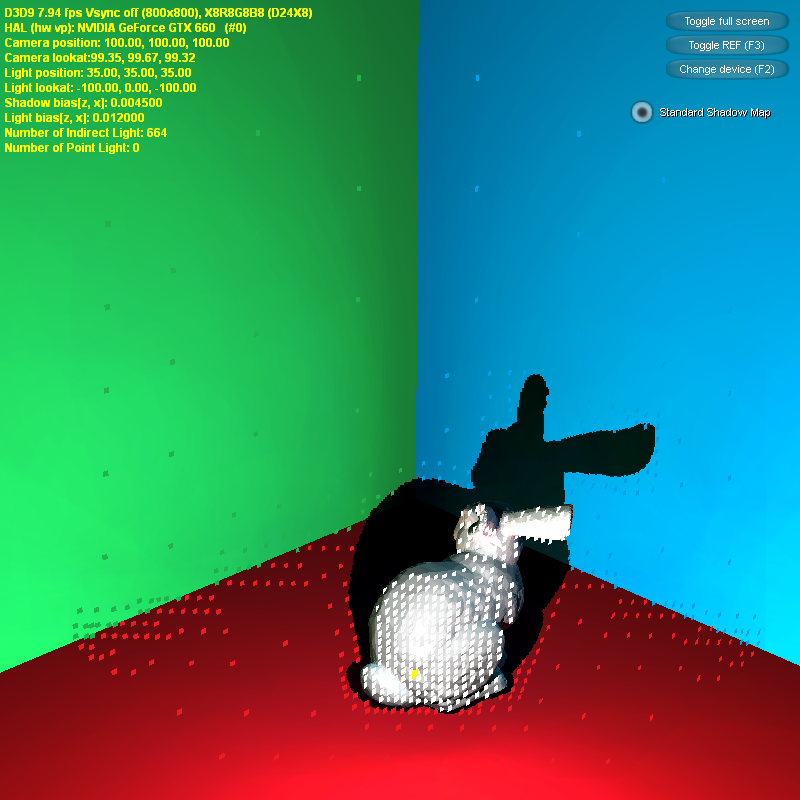 D3D9 7.94 fps Vsync off (800x800), X8R8G8B8 (D24X8)
HAL (hw vp): NVIDIA GeForce GTX 660 (#0)
Camera position: 100.00, 100.00, 100.00
Camera lookat:99.35, 99.67, 99.32
Light position: 35.00, 35.00, 35.00
Light lookat: -100.00, 0.00, -100.00
Shadow bias[z, x]: 0.004500
Light bias[z, x]: 0.012000
Number of Indirect Light: 664
Number of Point Light: 0
Toggle full screen
Toggle REF (F3)
Change device (F2)
Standard Shadow Map